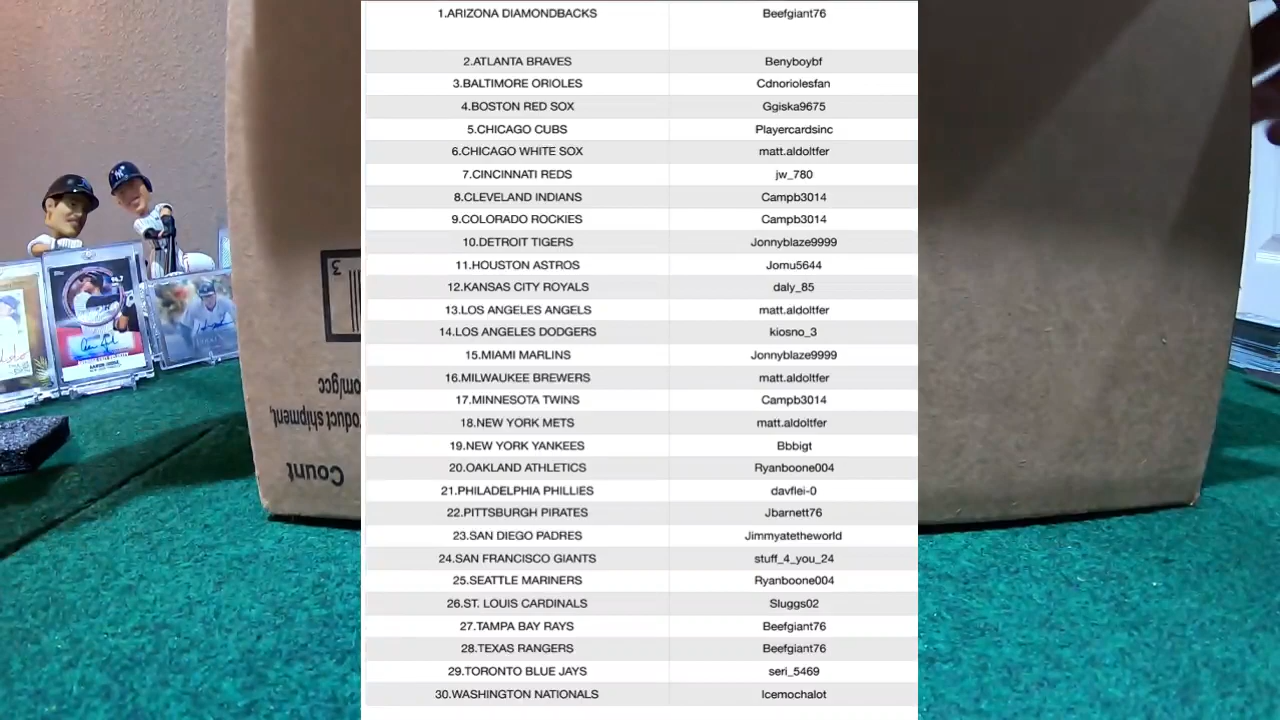 1.ARIZONA DIAMONDBACKS Beefgiant76
2.ATLANTA BRAVES Benyboybf
3.BALTIMORE ORIOLES Cdnoriolesfan
4.BOSTON RED SOX Ggiska9675
5.CHICAGO CUBS Playercardsinc
6.CHICAGO WHITE SOX matt.aldoltfer
7.CINCINNATI REDS jw_780
8.CLEVELAND INDIANS Campb3014
9.COLORADO ROCKIES Campb3014
10.DETROIT TIGERS Jonnyblaze9999
11.HOUSTON ASTROS Jomu5644
12.KANSAS CITY ROYALS daly_85
13.LOS ANGELES ANGELS matt.aldoltfer
14.LOS ANGELES DODGERS kiosno_3
15.MIAMI MARLINS Jonnyblaze9999
16.MILWAUKEE BREWERS matt.aldoltfer
17.MINNESOTA TWINS Campb3014
18.NEW YORK METS matt.aldoltfer
19.NEW YORK YANKEES Bbbigt
20.OAKLAND ATHLETICS Ryanboone004
21.PHILADELPHIA PHILLIES davflei-0
22.PITTSBURGH PIRATES Jbarnett76
23.SAN DIEGO PADRES Jimmyatetheworld
24.SAN FRANCISCO GIANTS stuff_4_you_24
25.SEATTLE MARINERS Ryanboone004
26.ST. LOUIS CARDINALS Sluggs02
27.TAMPA BAY RAYS Beefgiant76
28.TEXAS RANGERS Beefgiant76
29.TORONTO BLUE JAYS seri_5469
30.WASHINGTON NATIONALS Icemochalot
3
om/gcc
oduct shipment,
Count